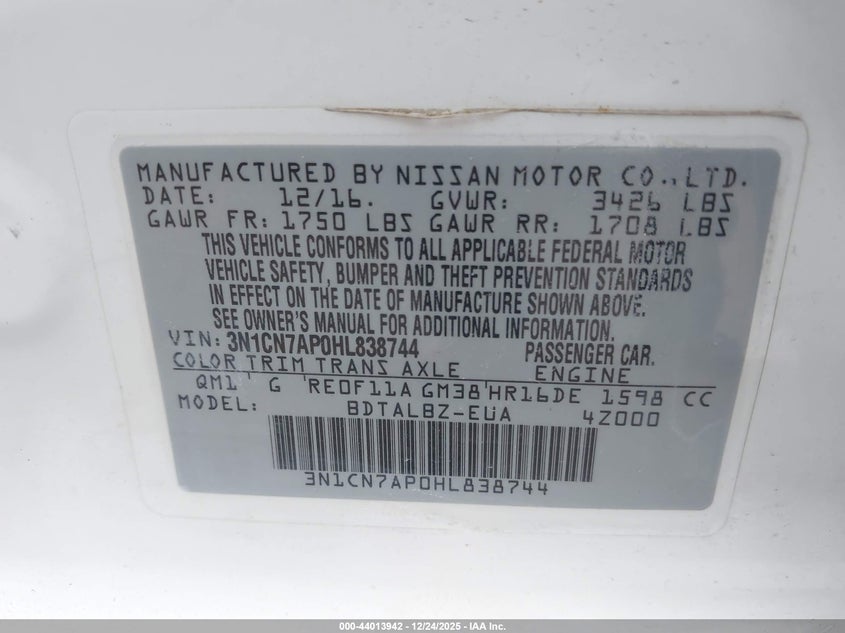 MANUFACTURED BY NISSAN MOTOR CO., LTD.
DATE: 12/16. GVWR: 3426 LBS
GAWR FR: 1750 LBS GAWR RR: 1708 LBS
THIS VEHICLE CONFORMS TO ALL APPLICABLE FEDERAL MOTOR
VEHICLE SAFETY, BUMPER AND THEFT PREVENTION STANDARDS
IN EFFECT ON THE DATE OF MANUFACTURE SHOWN ABOVE.
SEE OWNER'S MANUAL FOR ADDITIONAL INFORMATION.
VIN: 3N1CN7AP0HL838744 PASSENGER CAR.
COLOR TRIM TRANS AXLE ENGINE
QM1 G RE0F11A GM38 HR16DE 1598 CC
MODEL: BDTALBZ-EUA 4Z000
3N1CN7AP0HL838744
000-44013942 - 12/24/2025 - IAA Inc.